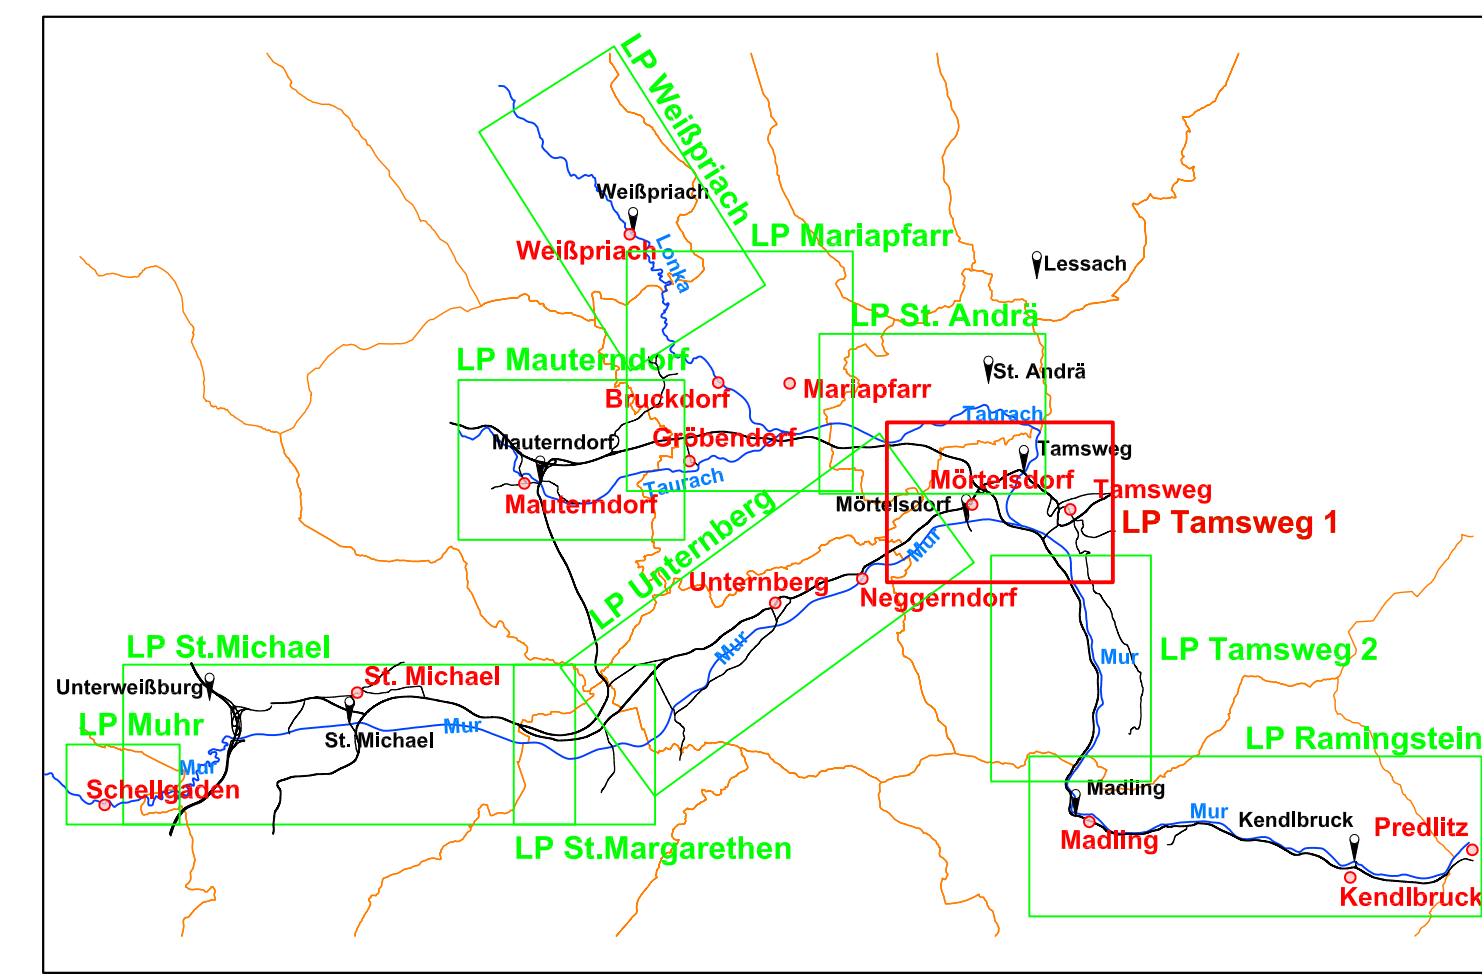 LP Weißpriach
Weißpriach
Weißpriach
Lonka
LP Mariapfarr
Lessach
LP St. Andrä
LP Mauterndorf
St. Andrä
Bruckdorf
Mariapfarr
Taurach
Mauterndorf
Gröbendorf
Tamsweg
Taurach
Mörtelsdorf
Tamsweg
Mauterndorf
Mörtelsdorf
LP Tamsweg 1
LP Unternberg
Mur
Unternberg
Neggerndorf
LP St.Michael
Mur
Mur
LP Tamsweg 2
St. Michael
Unterweißburg
LP Muhr
Mur
St. Michael
LP Ramingstein
Mur
Schellgaden
Madling
Mur
Kendlbruck
Predlitz
Madling
LP St.Margarethen
Kendlbruck